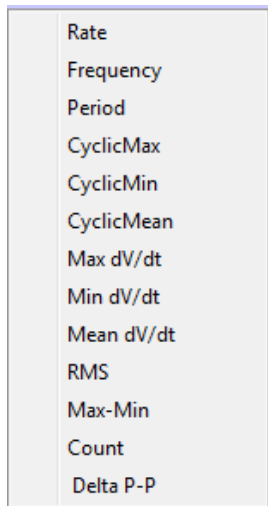 Rate
Frequency
Period
CyclicMax
CyclicMin
CyclicMean
Max dV/dt
Min dV/dt
Mean dV/dt
RMS
Max-Min
Count
Delta P-P